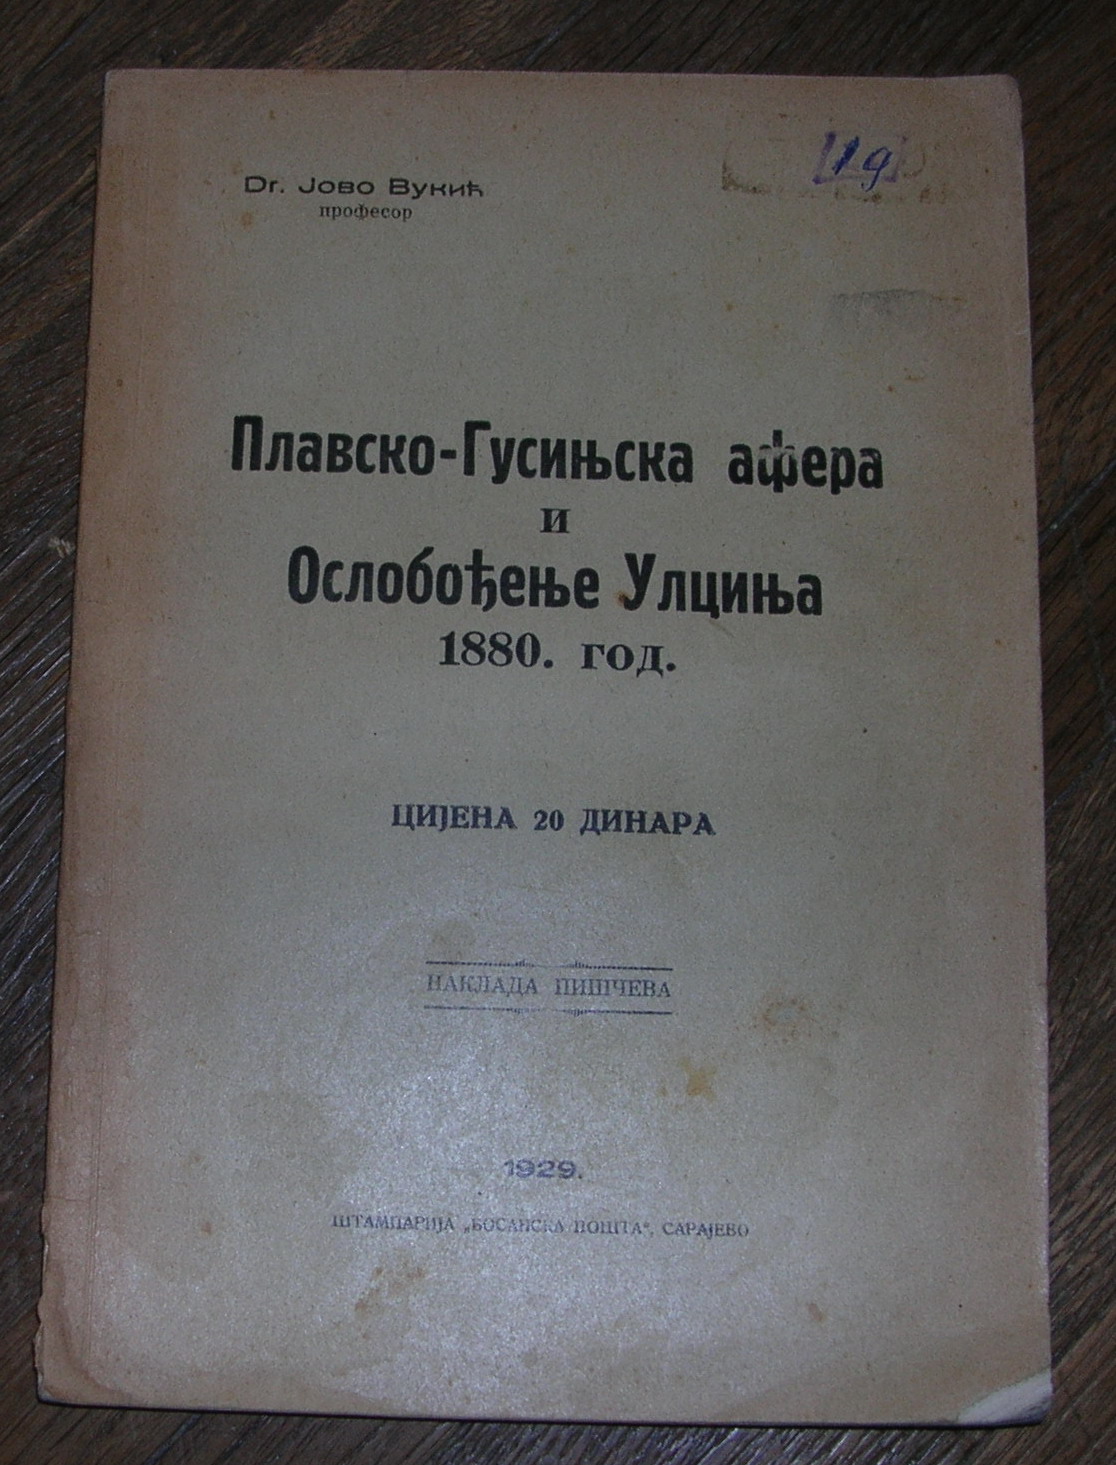 Dr. Јово Вукић
професор
19
Плавско-Гусињска афера
и
Ослобођење Улциња
1880. год.
ЦИЈЕНА 20 ДИНАРА
НАКЛАДА ПИШЧЕВА
1929.
ШТАМПАРИЈА „БОСАНСКА ПОШТА“, САРАЈЕВО